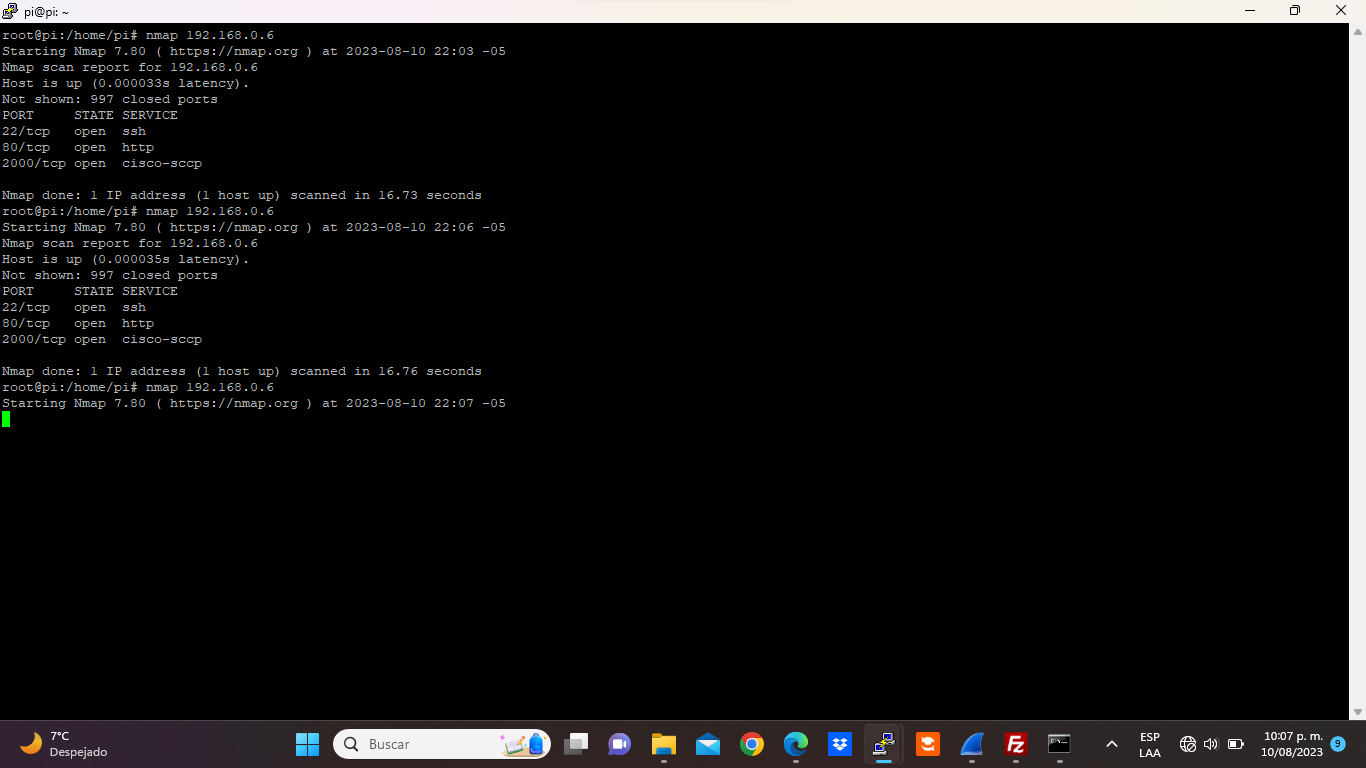 pi@pi: ~
root@pi:/home/pi# nmap 192.168.0.6
Starting Nmap 7.80 ( https://nmap.org ) at 2023-08-10 22:03 -05
Nmap scan report for 192.168.0.6
Host is up (0.000033s latency).
Not shown: 997 closed ports
PORT     STATE SERVICE
22/tcp   open  ssh
80/tcp   open  http
2000/tcp open  cisco-sccp
Nmap done: 1 IP address (1 host up) scanned in 16.73 seconds
root@pi:/home/pi# nmap 192.168.0.6
Starting Nmap 7.80 ( https://nmap.org ) at 2023-08-10 22:06 -05
Nmap scan report for 192.168.0.6
Host is up (0.000035s latency).
Not shown: 997 closed ports
PORT     STATE SERVICE
22/tcp   open  ssh
80/tcp   open  http
2000/tcp open  cisco-sccp
Nmap done: 1 IP address (1 host up) scanned in 16.76 seconds
root@pi:/home/pi# nmap 192.168.0.6
Starting Nmap 7.80 ( https://nmap.org ) at 2023-08-10 22:07 -05
7°C
Despejado
Buscar
ESP
LAA
10:07 p. m.
10/08/2023
9